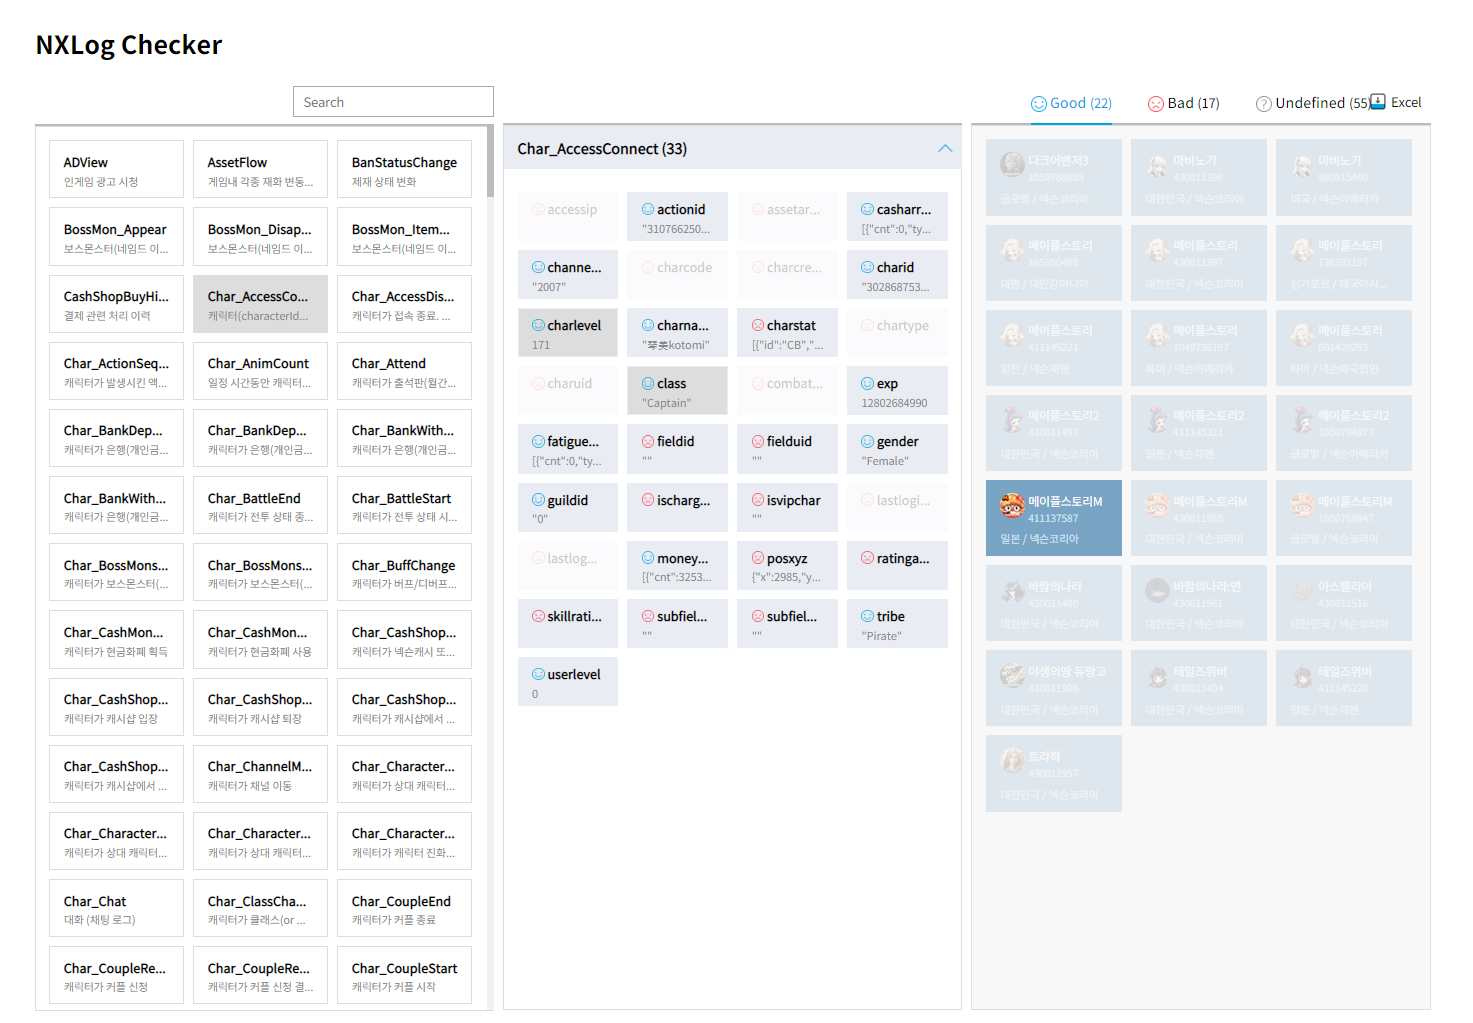 NXLog Checker
Search
Good (22)
Bad (17)
Undefined (55)
Excel
ADView
인게임 광고 시청
AssetFlow
게임내 각종 재화 변동...
BanStatusChange
제재 상태 변화
BossMon_Appear
보스몬스터(네임드 이...
BossMon_Disap...
보스몬스터(네임드 이...
BossMon_Item...
보스몬스터(네임드 이...
CashShopBuyHi...
결제 관련 처리 이력
Char_AccessCo...
캐릭터(characterId...
Char_AccessDis...
캐릭터가 접속 종료. ...
Char_ActionSeq...
캐릭터가 발생시킨 액...
Char_AnimCount
일정 시간동안 캐릭터...
Char_Attend
캐릭터가 출석판(월간...
Char_BankDep...
캐릭터가 은행(개인금...
Char_BankDep...
캐릭터가 은행(개인금...
Char_BankWith...
캐릭터가 은행(개인금...
Char_BankWith...
캐릭터가 은행(개인금...
Char_BattleEnd
캐릭터가 전투 상태 종...
Char_BattleStart
캐릭터가 전투 상태 시...
Char_BossMons...
캐릭터가 보스몬스터(...
Char_BossMons...
캐릭터가 보스몬스터(...
Char_BuffChange
캐릭터가 버프/디버프...
Char_CashMon...
캐릭터가 현금화폐 획득
Char_CashMon...
캐릭터가 현금화폐 사용
Char_CashShop...
캐릭터가 넥슨캐시 또...
Char_CashShop...
캐릭터가 캐시샵 입장
Char_CashShop...
캐릭터가 캐시샵 퇴장
Char_CashShop...
캐릭터가 캐시샵에서 ...
Char_CashShop...
캐릭터가 캐시샵에서 ...
Char_ChannelM...
캐릭터가 채널 이동
Char_Character...
캐릭터가 상대 캐릭터...
Char_Character...
캐릭터가 상대 캐릭터...
Char_Character...
캐릭터가 상대 캐릭터...
Char_Character...
캐릭터가 캐릭터 진화...
Char_Chat
대화 (채팅 로그)
Char_ClassCha...
캐릭터가 클래스(or ...
Char_CoupleEnd
캐릭터가 커플 종료
Char_CoupleRe...
캐릭터가 커플 신청
Char_CoupleRe...
캐릭터가 커플 신청 결...
Char_CoupleStart
캐릭터가 커플 시작
Char_AccessConnect (33)
accessip
actionid
"310766250...
assetar...
casharr...
[{"cnt":0,"ty...
channe...
"2007"
charcode
charcre...
charid
"302868753...
charlevel
171
charna...
"琴美kotomi"
charstat
[{"id":"CB","...
chartype
charuid
class
"Captain"
combat...
exp
12802684990
fatigue...
[{"cnt":0,"ty...
fieldid
""
fielduid
""
gender
"Female"
guildid
"0"
ischarg...
isvipchar
""
lastlogi...
lastlog...
money...
[{"cnt":3253...
posxyz
{"x":2985,"y...
ratinga...
skillrati...
subfiel...
""
subfiel...
""
tribe
"Pirate"
userlevel
0
다크어벤저3
1050768885
글로벌 / 넥슨코리아
마비노기
430011396
대한민국 / 넥슨코리아
마비노기
880915460
미국 / 넥슨아메리카
메이플스토리
메이플스토리
430011397
대한민국 / 넥슨코리아
메이플스토리
736392197
메이플스토리
411145221
일본 / 넥슨재팬
메이플스토리
1049736197
북미 / 넥슨아메리카
메이플스토리
801420293
메이플스토리2
430011497
대한민국 / 넥슨코리아
메이플스토리2
411145321
일본 / 넥슨재팬
메이플스토리2
1050784873
글로벌 / 넥슨아메리카
메이플스토리M
411137587
일본 / 넥슨코리아
메이플스토리M
430011955
대한민국 / 넥슨코리아
메이플스토리M
1050768947
글로벌 / 넥슨코리아
바람의나라
430011400
대한민국 / 넥슨코리아
바람의나라:연
430011961
대한민국 / 넥슨코리아
아스텔리아
430011516
대한민국 / 넥슨코리아
야생의땅 듀랑고
430011906
대한민국 / 넥슨코리아
테일즈위버
430011404
대한민국 / 넥슨코리아
테일즈위버
411145228
일본 / 넥슨재팬
트라하
430011957
대한민국 / 넥슨코리아